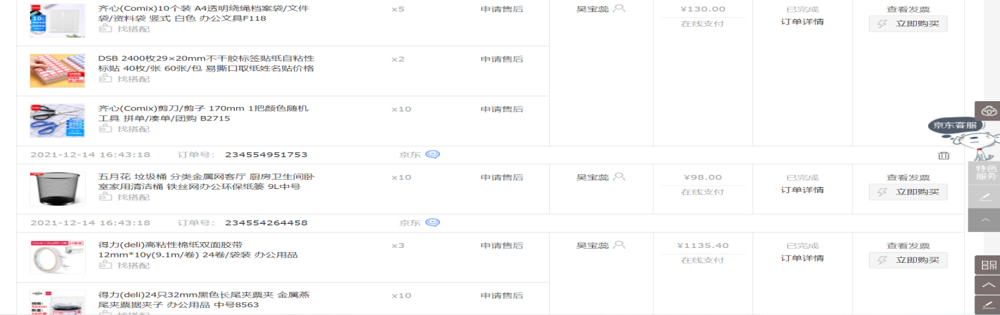 齐心(Comix)10个装 A4透明绕绳档案袋/文件
袋/资料袋 竖式 白色 办公文具F118
找搭配
x5
申请售后
吴宝蕊
¥130.00
在线支付
已完成
订单详情
查看发票
立即购买
DSB 2400枚29×20mm不干胶标签贴纸自粘性
标贴 40枚/张 60张/包 易撕口取纸姓名贴价格
找搭配
x2
申请售后
齐心(Comix)剪刀/剪子 170mm 1把颜色随机
工具 拼单/凑单/团购 B2715
找搭配
x10
申请售后
京东客服
2021-12-14 16:43:18 订单号: 234554951753 京东
五月花 垃圾桶 分类金属网客厅 厨房卫生间卧
室家用清洁桶 铁丝网办公环保纸篓 9L中号
找搭配
x10
申请售后
吴宝蕊
¥98.00
在线支付
已完成
订单详情
查看发票
立即购买
特色
服务
2021-12-14 16:43:18 订单号: 234554264458 京东
得力(deli)高粘性棉纸双面胶带
12mm*10y(9.1m/卷) 24卷/袋装 办公用品
找搭配
x3
申请售后
吴宝蕊
¥1135.40
在线支付
已完成
订单详情
查看发票
立即购买
得力(deli)24只32mm黑色长尾夹票夹 金属燕
尾夹票据夹子 办公用品 中号8563
找搭配
x10
申请售后